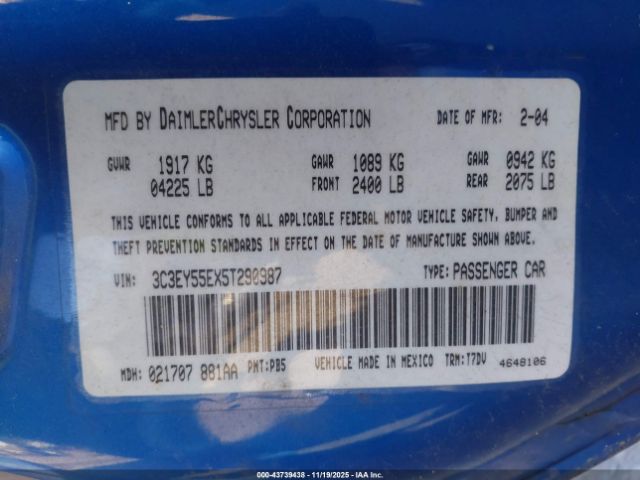 MFD BY DAIMLERCHRYSLER CORPORATION DATE OF MFR: 2-04
GVWR 1917 KG GAWR 1089 KG GAWR 0942 KG
04225 LB FRONT 2400 LB REAR 2075 LB
THIS VEHICLE CONFORMS TO ALL APPLICABLE FEDERAL MOTOR VEHICLE SAFETY, BUMPER AND
THEFT PREVENTION STANDARDS IN EFFECT ON THE DATE OF MANUFACTURE SHOWN ABOVE.
VIN: 3C3EY55EX5T290987 TYPE: PASSENGER CAR
MDH: 021707 881AA PNT: PB5 VEHICLE MADE IN MEXICO TRM: T7DV 4648106
000-43739438 - 11/19/2025 - IAA Inc.